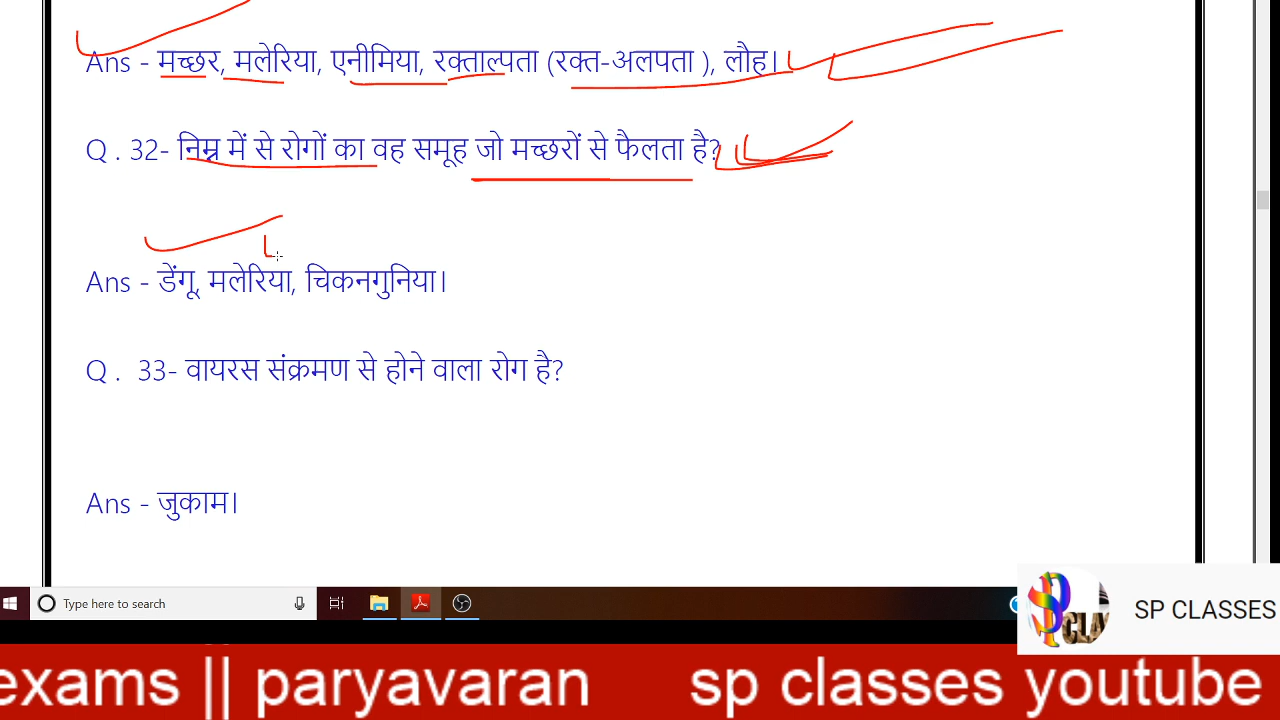 Ans - मच्छर, मलेरिया, एनीमिया, रक्ताल्पता (रक्त-अलपता ), लौह।
Q . 32- निम्न में से रोगों का वह समूह जो मच्छरों से फैलता है?
Ans - डेंगू, मलेरिया, चिकनगुनिया।
Q . 33- वायरस संक्रमण से होने वाला रोग है?
Ans - जुकाम।
Type here to search
CLA
SP CLASSES
exams || paryavaran sp classes youtube